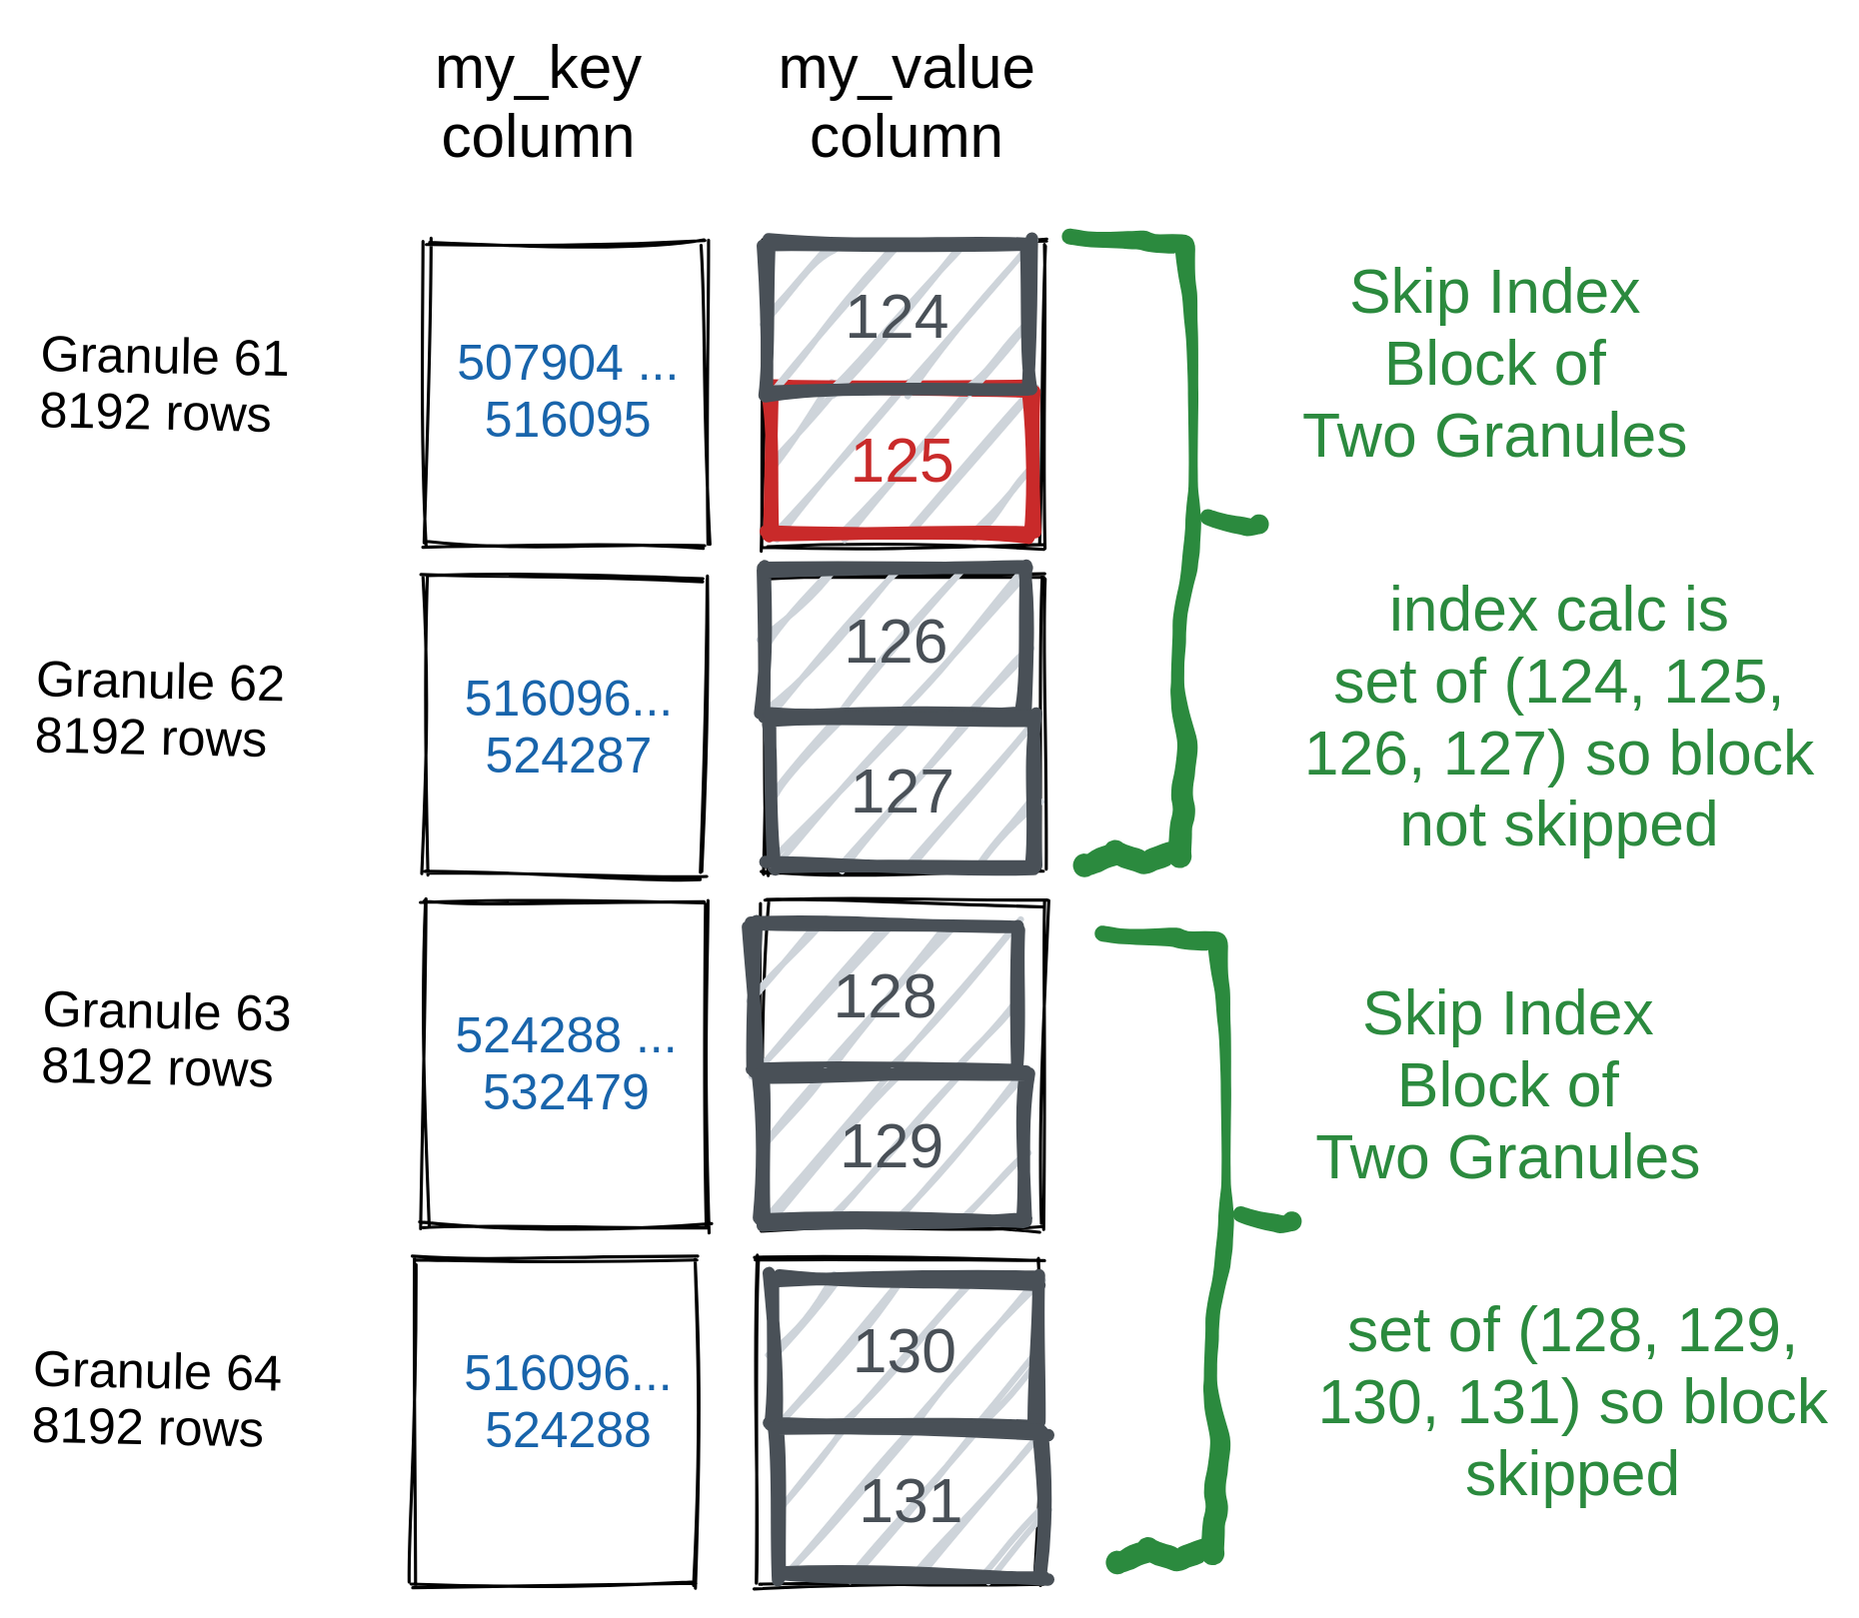 my_key
column
my_value
column
Granule 61
8192 rows
507904 ...
516095
124
125
Skip Index
Block of
Two Granules
Granule 62
8192 rows
516096...
524287
126
127
index calc is
set of (124, 125,
126, 127) so block
not skipped
Granule 63
8192 rows
524288 ...
532479
128
129
Skip Index
Block of
Two Granules
Granule 64
8192 rows
516096...
524288
130
131
set of (128, 129,
130, 131) so block
skipped